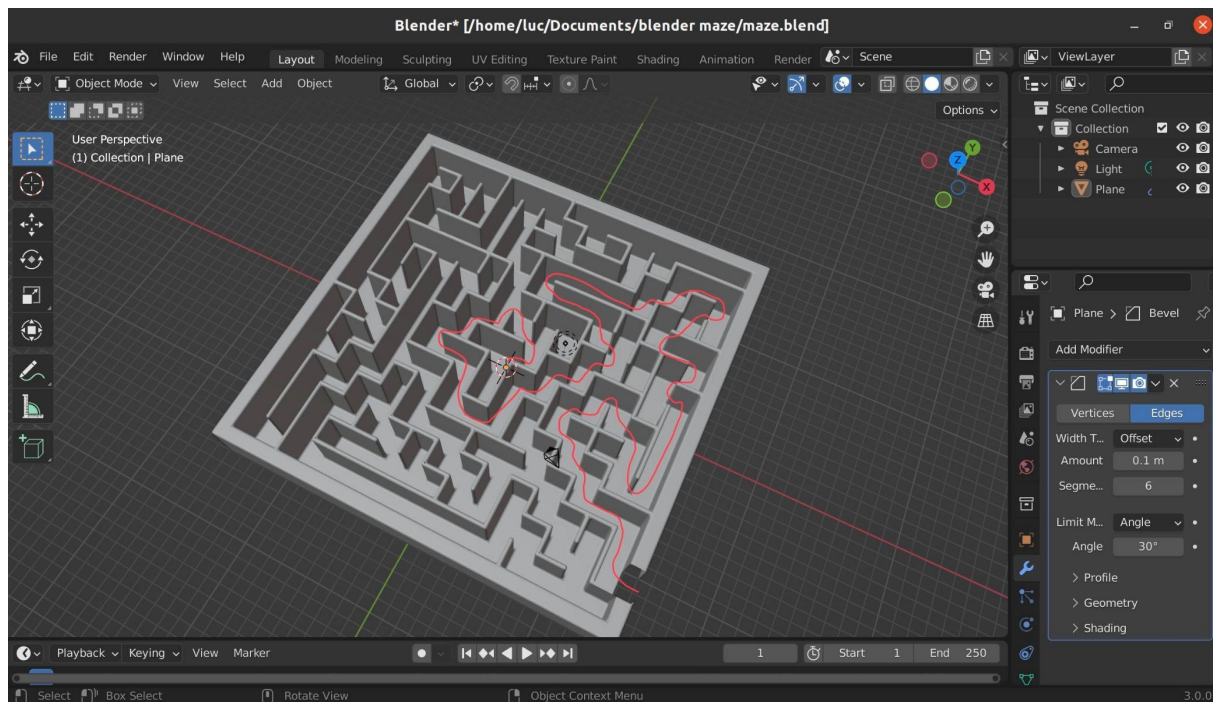 Blender* [/home/luc/Documents/blender maze/maze.blend]
File Edit Render Window Help Layout Modeling Sculpting UV Editing Texture Paint Shading Animation Render Scene ViewLayer
Object Mode View Select Add Object Global
Options
User Perspective
(1) Collection | Plane
Y
Z
X
Scene Collection
Collection
Camera
Light
Plane
Plane > Bevel
Add Modifier
Vertices Edges
Width T... Offset
Amount 0.1 m
Segme... 6
Limit M... Angle
Angle 30°
> Profile
> Geometry
> Shading
Playback Keying View Marker 1 Start 1 End 250
Select Box Select Rotate View Object Context Menu 3.0.0